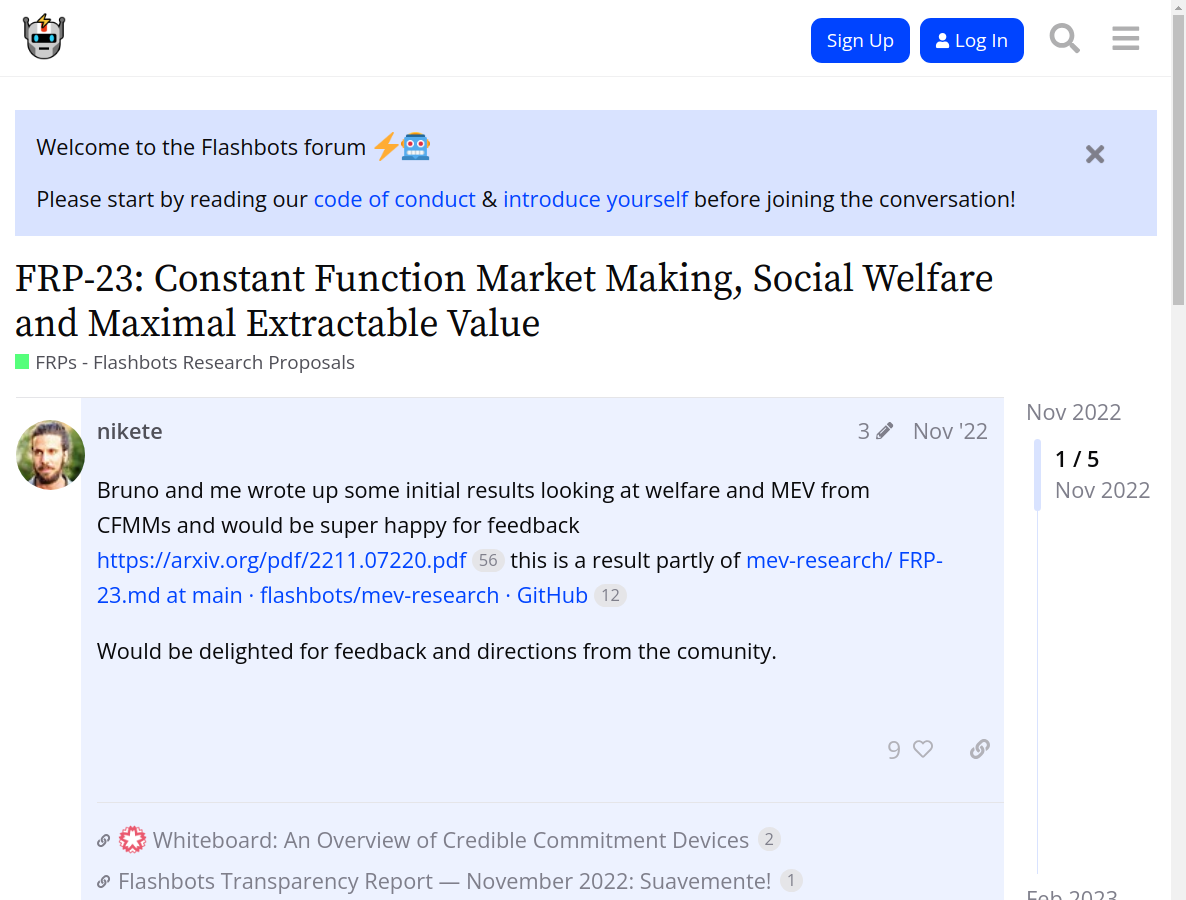 Sign Up
Log In
Welcome to the Flashbots forum
Please start by reading our code of conduct & introduce yourself before joining the conversation!
FRP-23: Constant Function Market Making, Social Welfare
and Maximal Extractable Value
FRPs - Flashbots Research Proposals
nikete
3
Nov '22
Bruno and me wrote up some initial results looking at welfare and MEV from
CFMMs and would be super happy for feedback
https://arxiv.org/pdf/2211.07220.pdf 56 this is a result partly of mev-research/ FRP-
23.md at main · flashbots/mev-research · GitHub 12
Would be delighted for feedback and directions from the comunity.
9
Whiteboard: An Overview of Credible Commitment Devices 2
Flashbots Transparency Report — November 2022: Suavemente! 1
Nov 2022
1 / 5
Nov 2022
Feb 2023